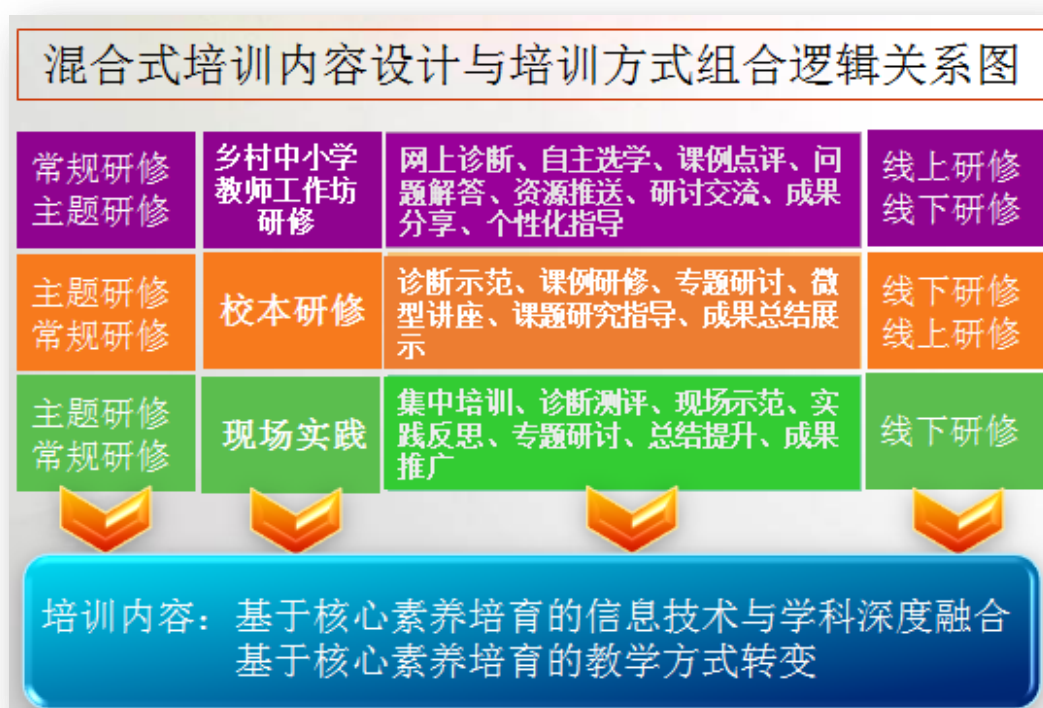 混合式培训内容设计与培训方式组合逻辑关系图
常规研修
主题研修
乡村中小学
教师工作坊
研修
网上诊断、自主选学、课例点评、问
题解答、资源推送、研讨交流、成果
分享、个性化指导
线上研修
线下研修
主题研修
常规研修
校本研修
诊断示范、课例研修、专题研讨、微
型讲座、课题研究指导、成果总结展
示
线下研修
线上研修
主题研修
常规研修
现场实践
集中培训、诊断测评、现场示范、实
践反思、专题研讨、总结提升、成果
推广
线下研修
培训内容：基于核心素养培育的信息技术与学科深度融合
基于核心素养培育的教学方式转变